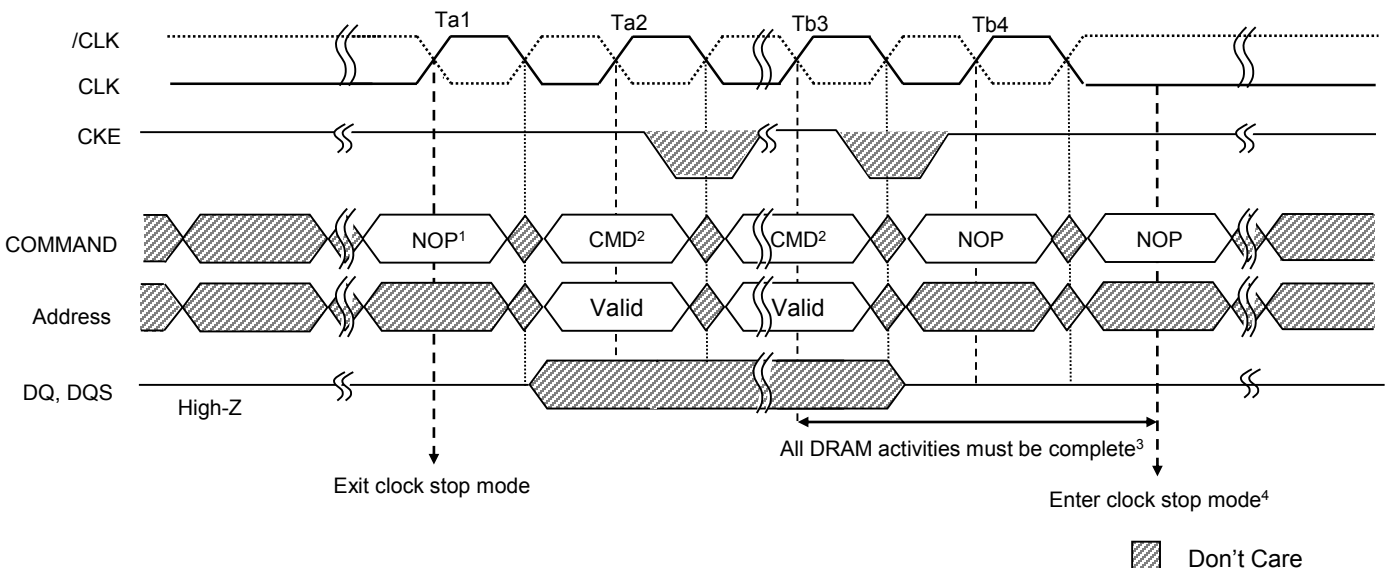 Ta1 Ta2 Tb3 Tb4
/CLK
CLK
CKE
COMMAND NOP¹ CMD² CMD² NOP NOP
Address Valid Valid
DQ, DQS
High-Z
All DRAM activities must be complete³
Exit clock stop mode
Enter clock stop mode⁴
Don't Care